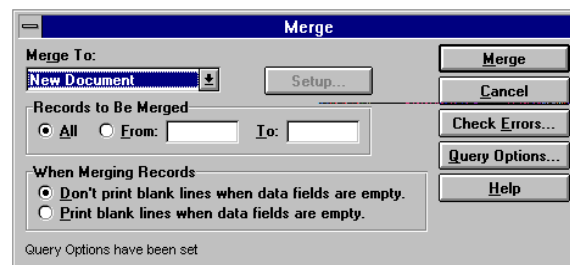 Merge
Merge To:
New Document
Setup...
Records to Be Merged
All From: To:
When Merging Records
Don't print blank lines when data fields are empty.
Print blank lines when data fields are empty.
Query Options have been set
Merge
Cancel
Check Errors...
Query Options...
Help